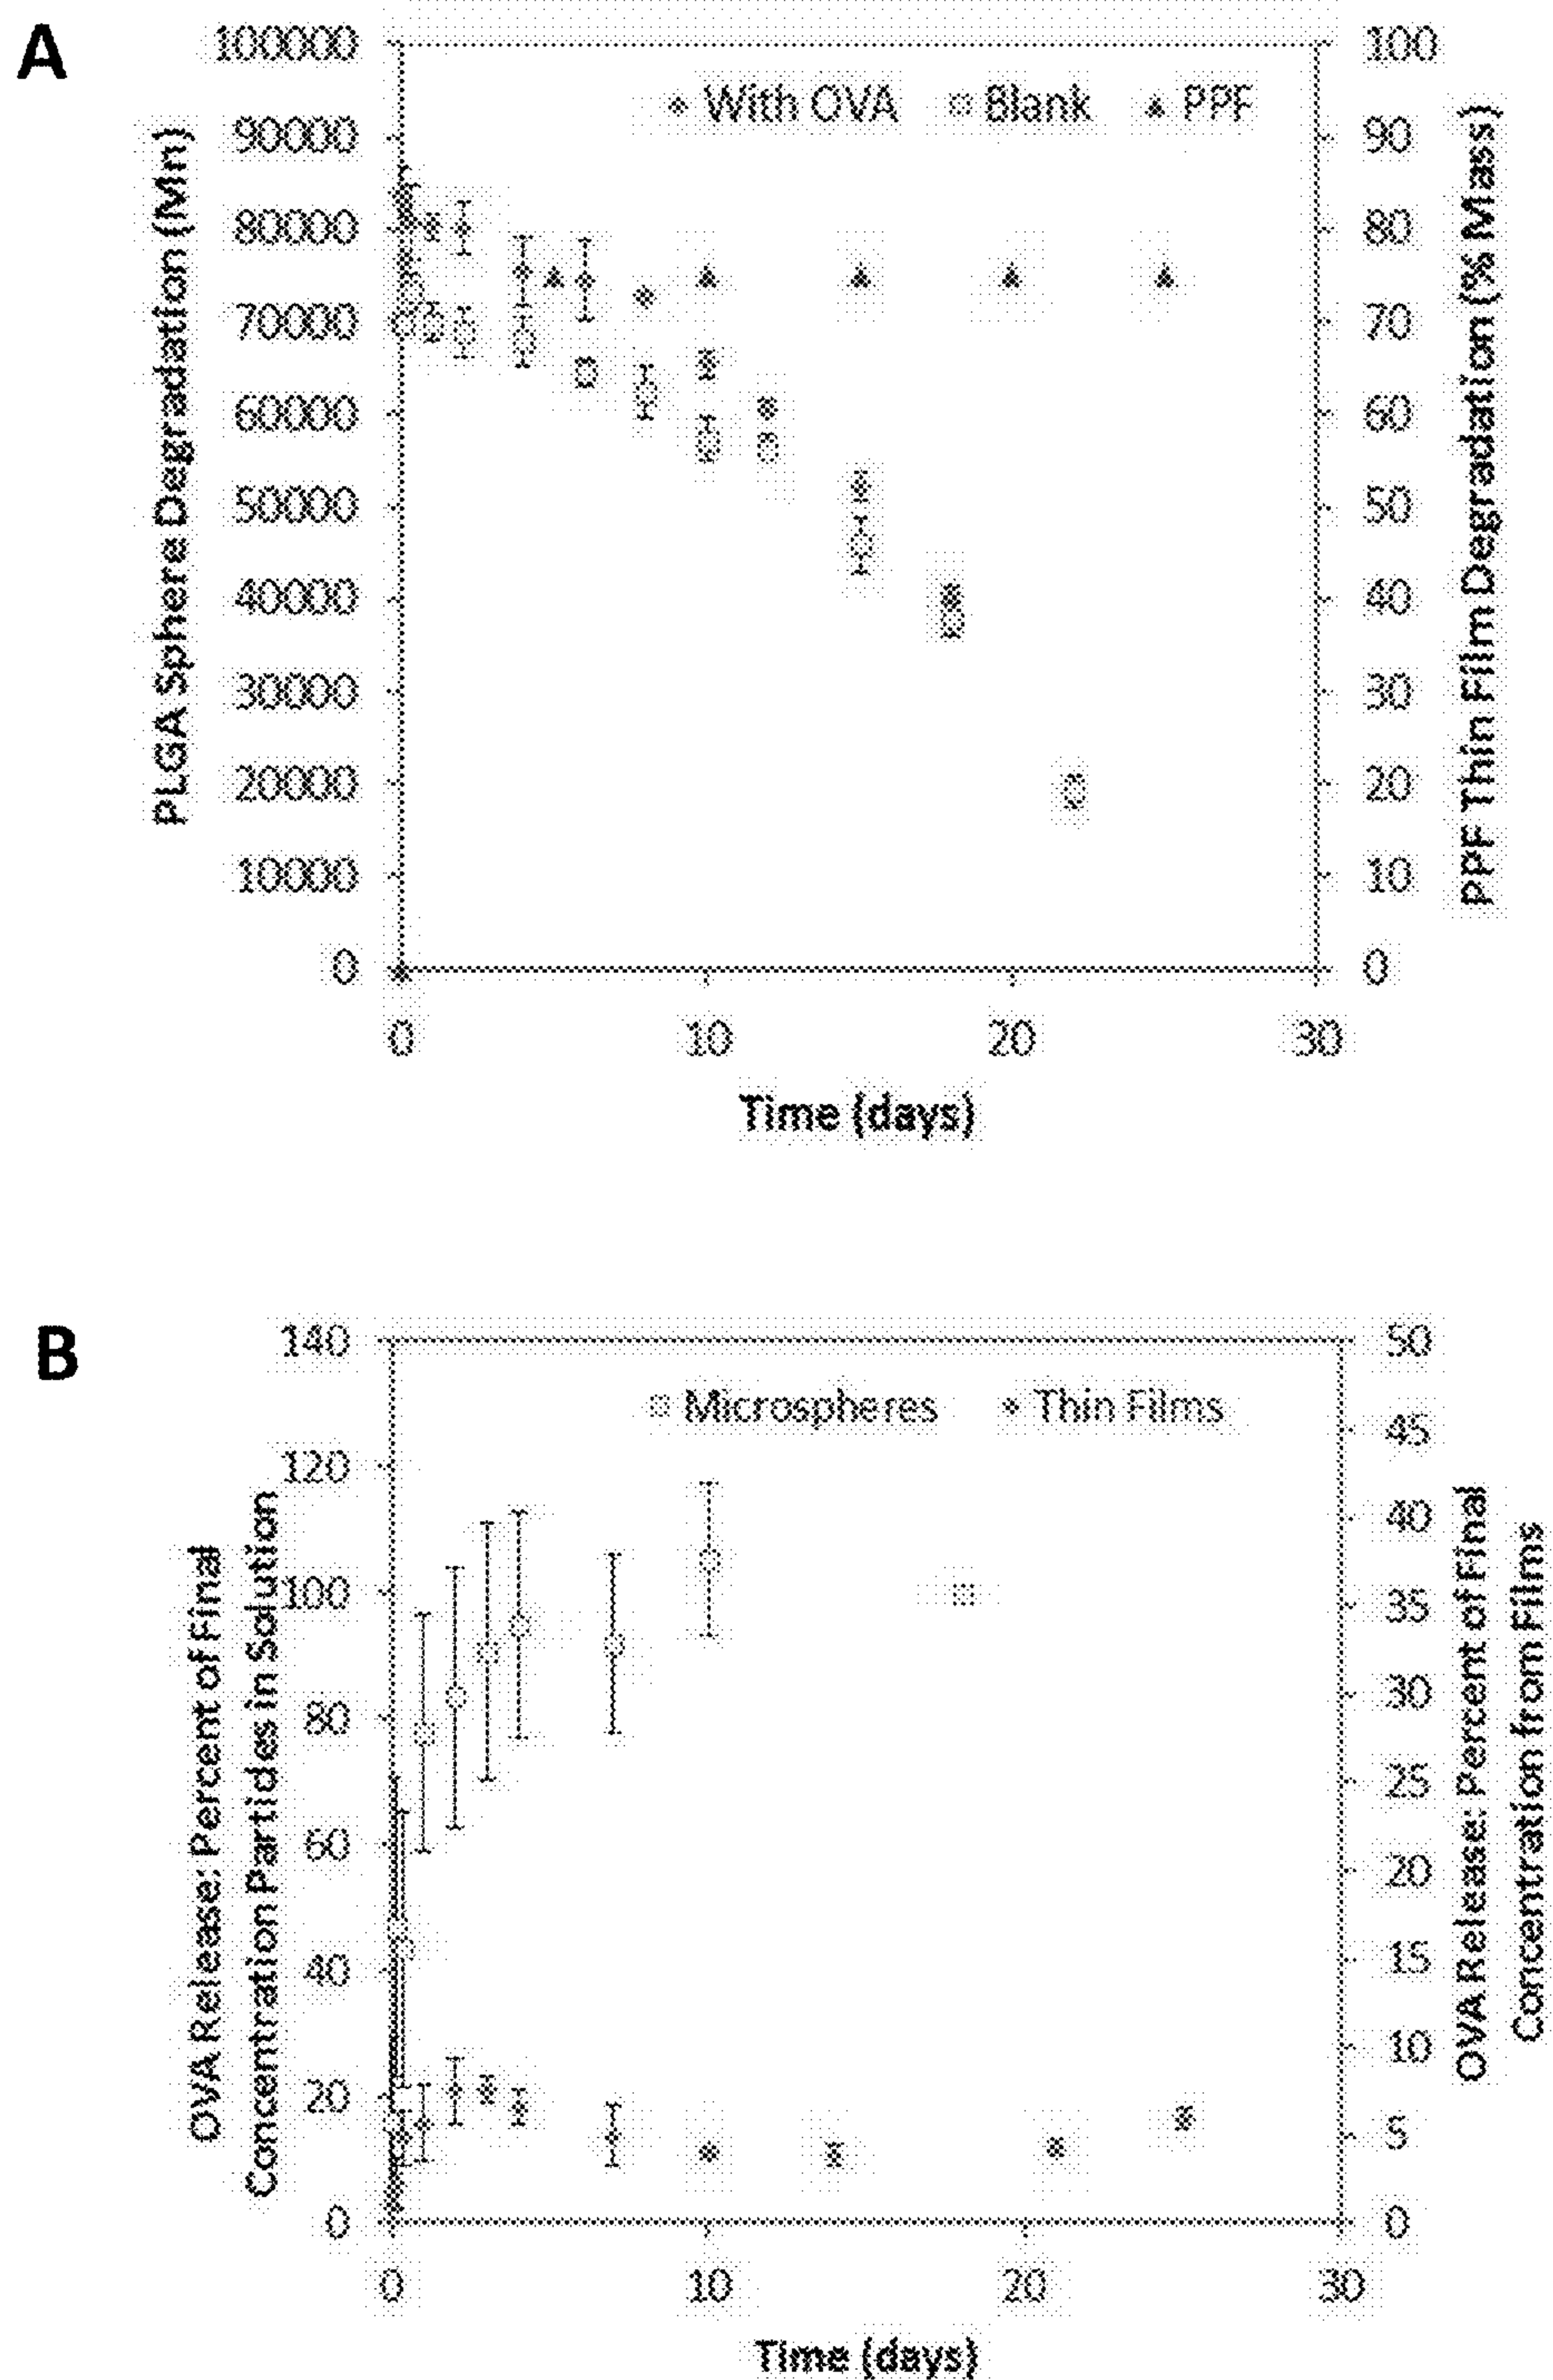 A
100000
90000
80000
70000
60000
50000
40000
30000
20000
10000
0
PLGA Sphere Degradation (Mn)
With OVA Blank PPF
100
90
80
70
60
50
40
30
20
10
0
PPF Thin Film Degradation (% Mass)
0 10 20 30
Time (days)
B
140
120
100
80
60
40
20
0
OVA Release: Percent of Final
Concentration Particles in Solution
Microspheres Thin Films
50
45
40
35
30
25
20
15
10
5
0
OVA Release: Percent of Final
Concentration from Films
0 10 20 30
Time (days)